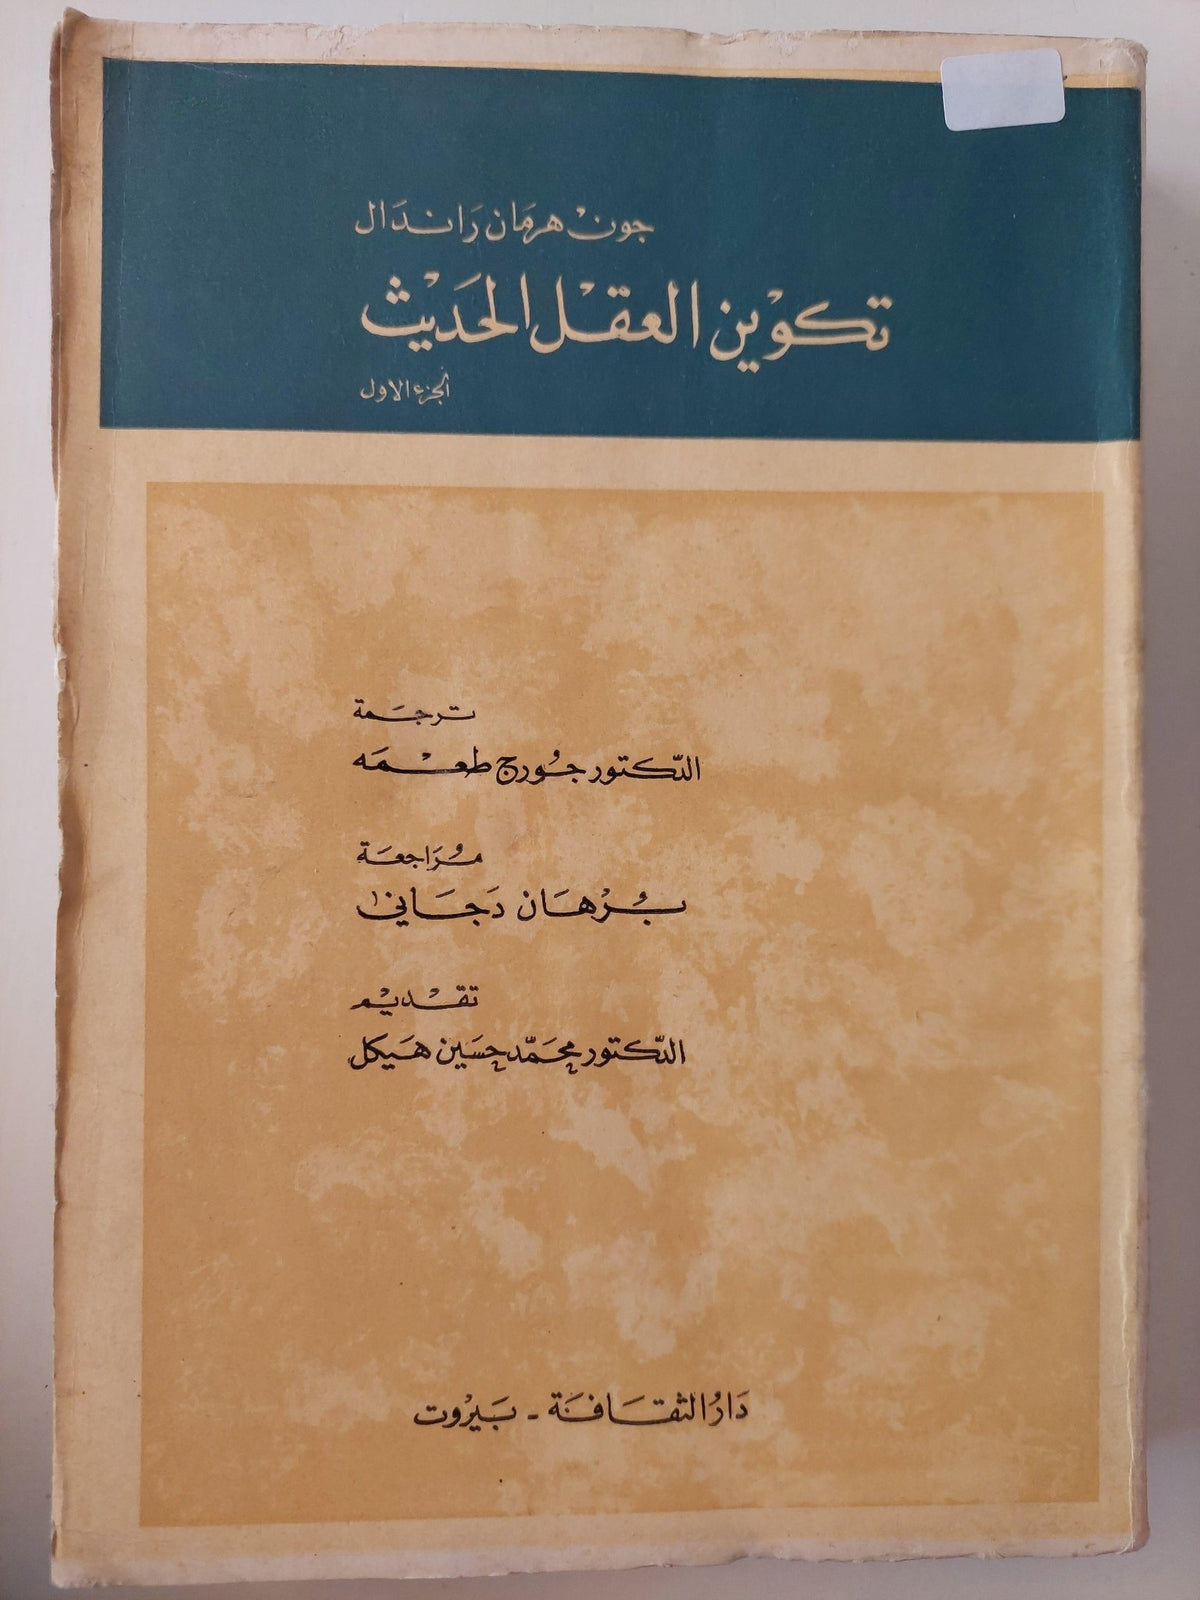 جون هرمان راندال
تكوين العقل الحديث
الجزء الاول
ترجمة
الدكتور جورج طعمه
مراجعة
برهان دجاني
تقديم
الدكتور محمد حسين هيكل
دار الثقافة - بيروت